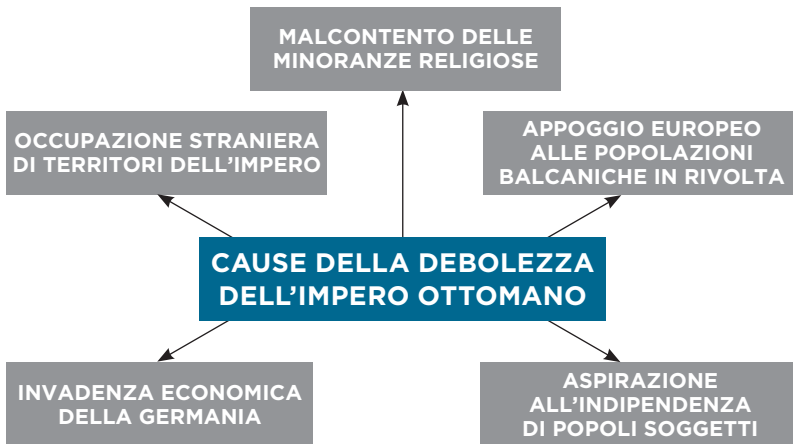 MALCONTENTO DELLE
MINORANZE RELIGIOSE
OCCUPAZIONE STRANIERA
DI TERRITORI DELL’IMPERO
APPOGGIO EUROPEO
ALLE POPOLAZIONI
BALCANICHE IN RIVOLTA
CAUSE DELLA DEBOLEZZA
DELL’IMPERO OTTOMANO
INVADENZA ECONOMICA
DELLA GERMANIA
ASPIRAZIONE
ALL’INDIPENDENZA
DI POPOLI SOGGETTI